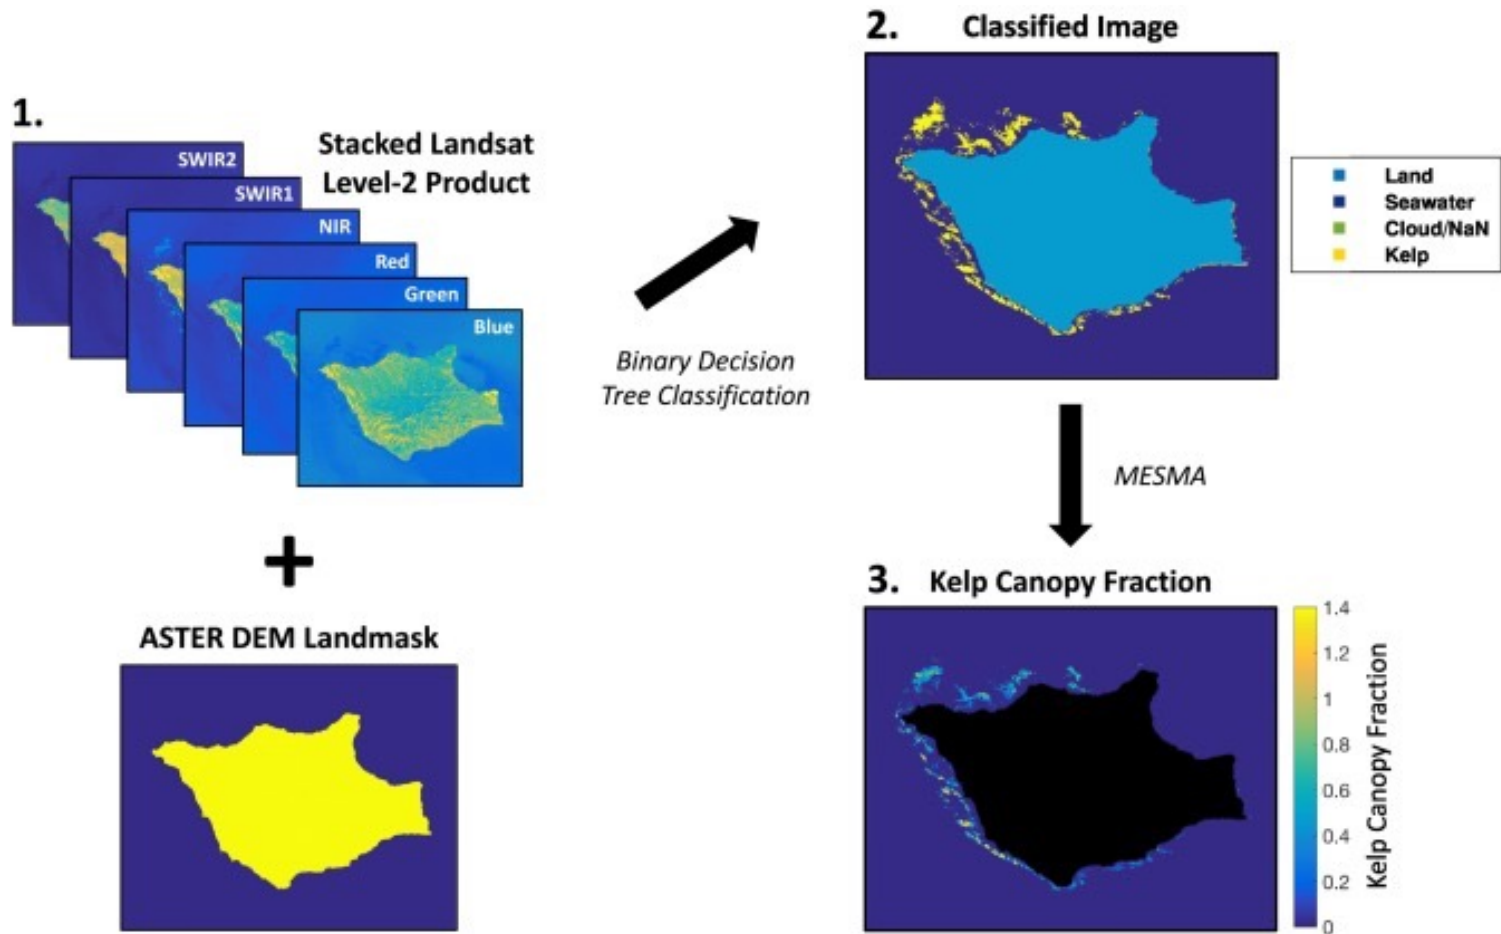 1.
Stacked Landsat
Level-2 Product
SWIR2
SWIR1
NIR
Red
Green
Blue
+
ASTER DEM Landmask
Binary Decision
Tree Classification
2. Classified Image
Land
Seawater
Cloud/NaN
Kelp
MESMA
3. Kelp Canopy Fraction
1.4
1.2
1
0.8
0.6
0.4
0.2
0
Kelp Canopy Fraction